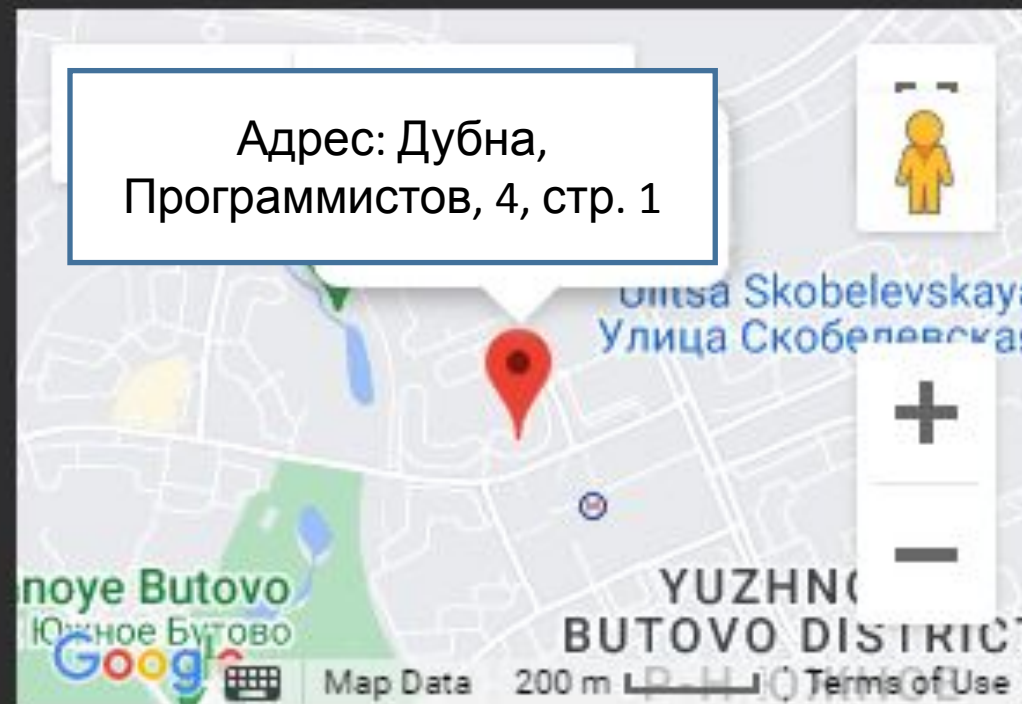 Адрес: Дубна,
Программистов, 4, стр. 1
Ulitsa Skobelevskaya
Улица Скобелевская
noye Butovo
Южное Бутово
YUZHNO
BUTOVO DISTRICT
Google
Map Data
200 m
Terms of Use